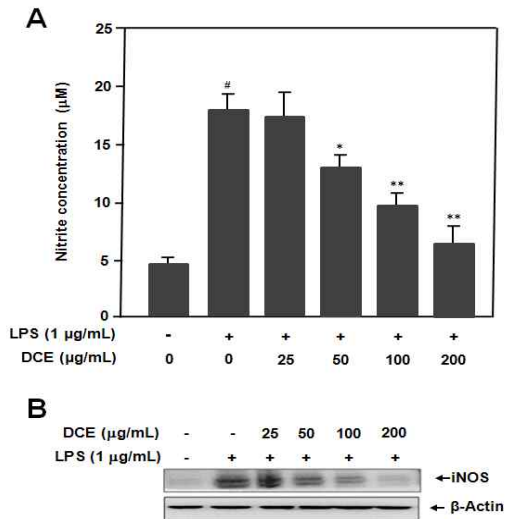 A
25
20
15
10
5
0
Nitrite concentration (μM)
#
*
**
**
LPS (1 μg/mL) - + + + + +
DCE (μg/mL) 0 0 25 50 100 200
B
DCE (μg/mL) - - 25 50 100 200
LPS (1 μg/mL) - + + + + +
←iNOS
←β-Actin